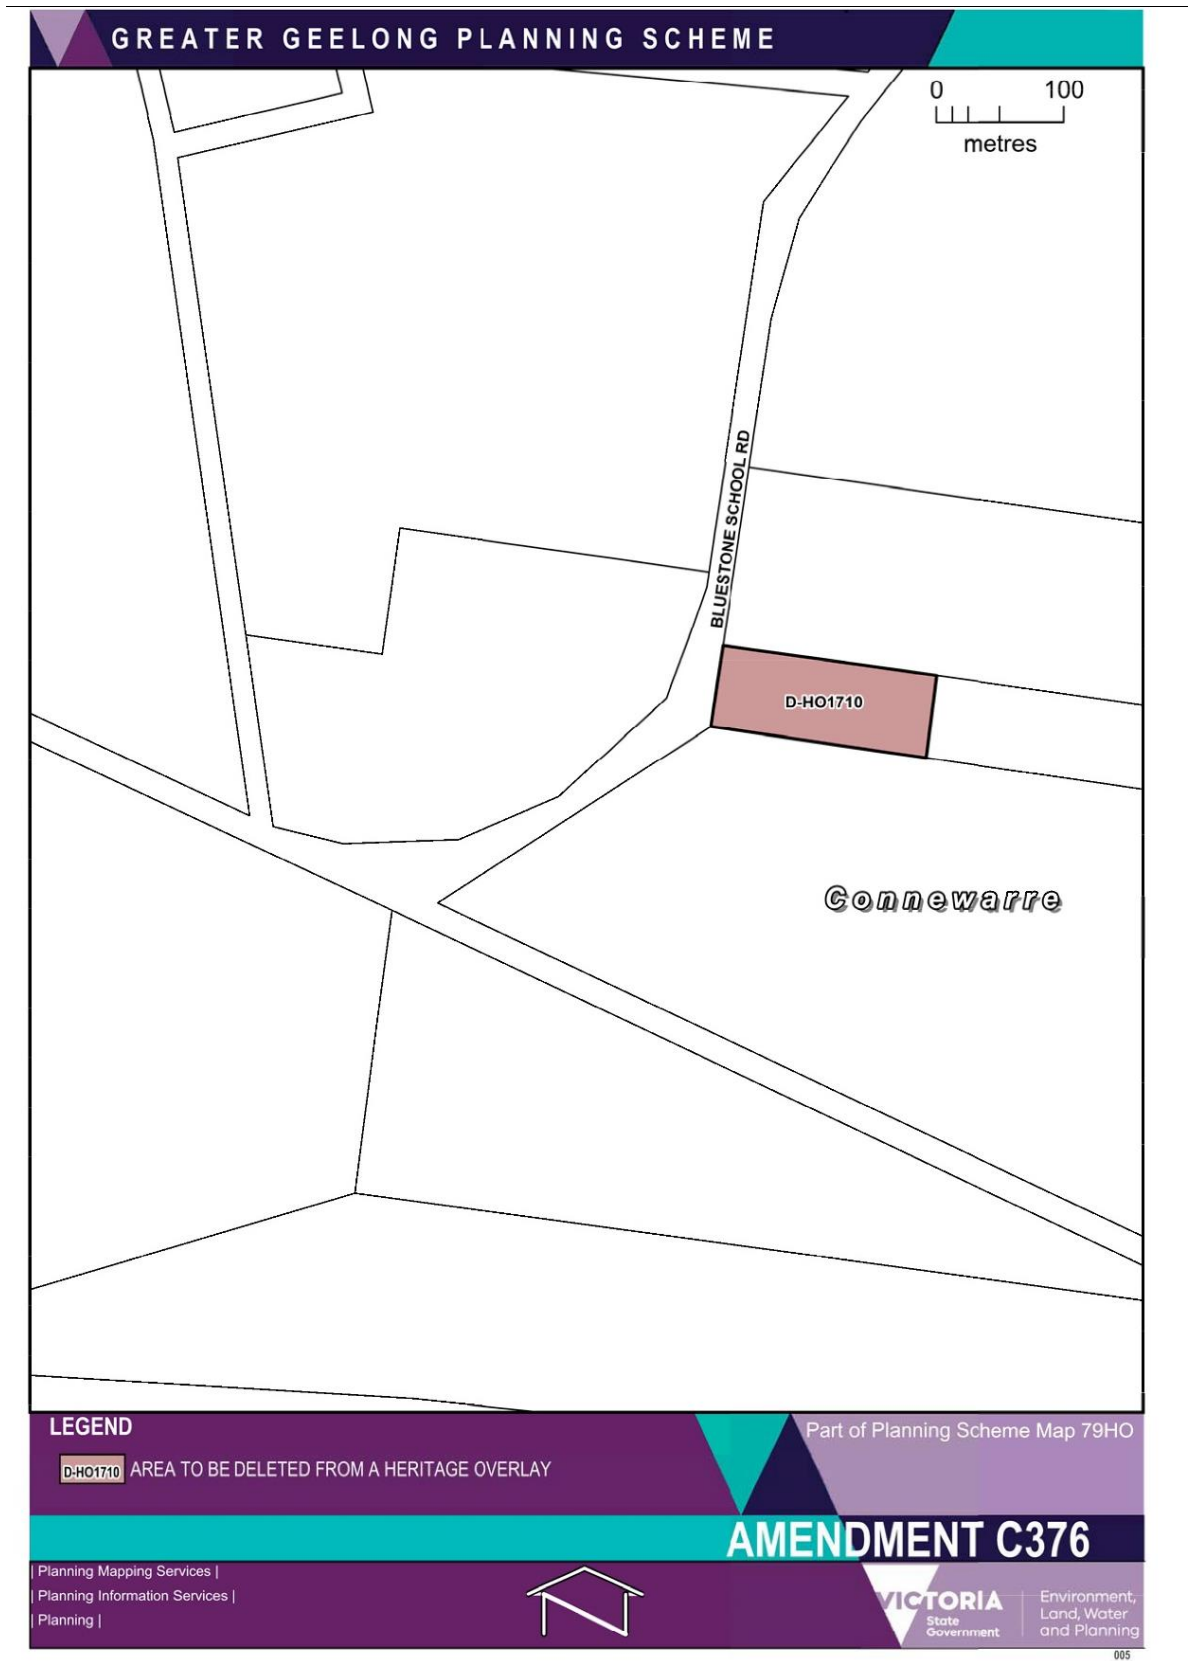 GREATER GEELONG PLANNING SCHEME
0 100
metres
BLUESTONE SCHOOL RD
D-HO1710
Connewarre
LEGEND
Part of Planning Scheme Map 79HO
D-HO1710 AREA TO BE DELETED FROM A HERITAGE OVERLAY
AMENDMENT C376
| Planning Mapping Services |
| Planning Information Services |
| Planning |
VICTORIA
State
Government
Environment,
Land, Water
and Planning
005